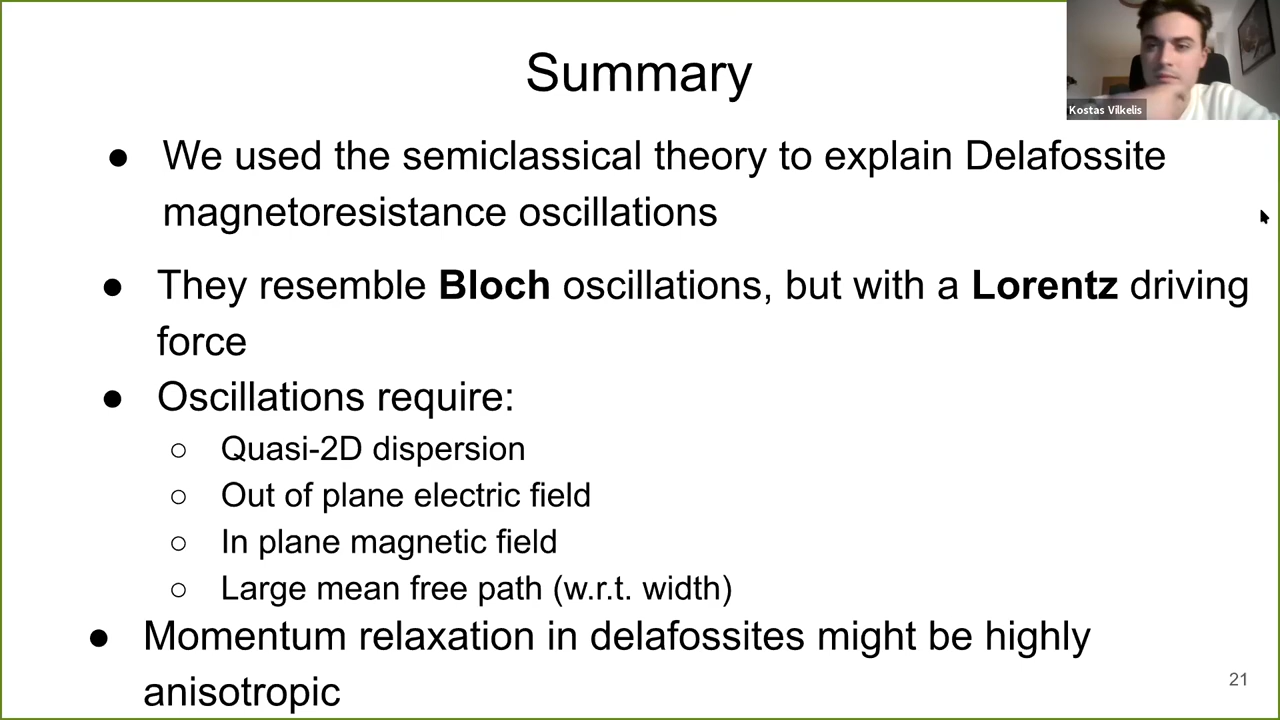 Summary
Kostas Vilkelis
● We used the semiclassical theory to explain Delafossite
magnetoresistance oscillations
● They resemble Bloch oscillations, but with a Lorentz driving
force
● Oscillations require:
○ Quasi-2D dispersion
○ Out of plane electric field
○ In plane magnetic field
○ Large mean free path (w.r.t. width)
● Momentum relaxation in delafossites might be highly
anisotropic
21